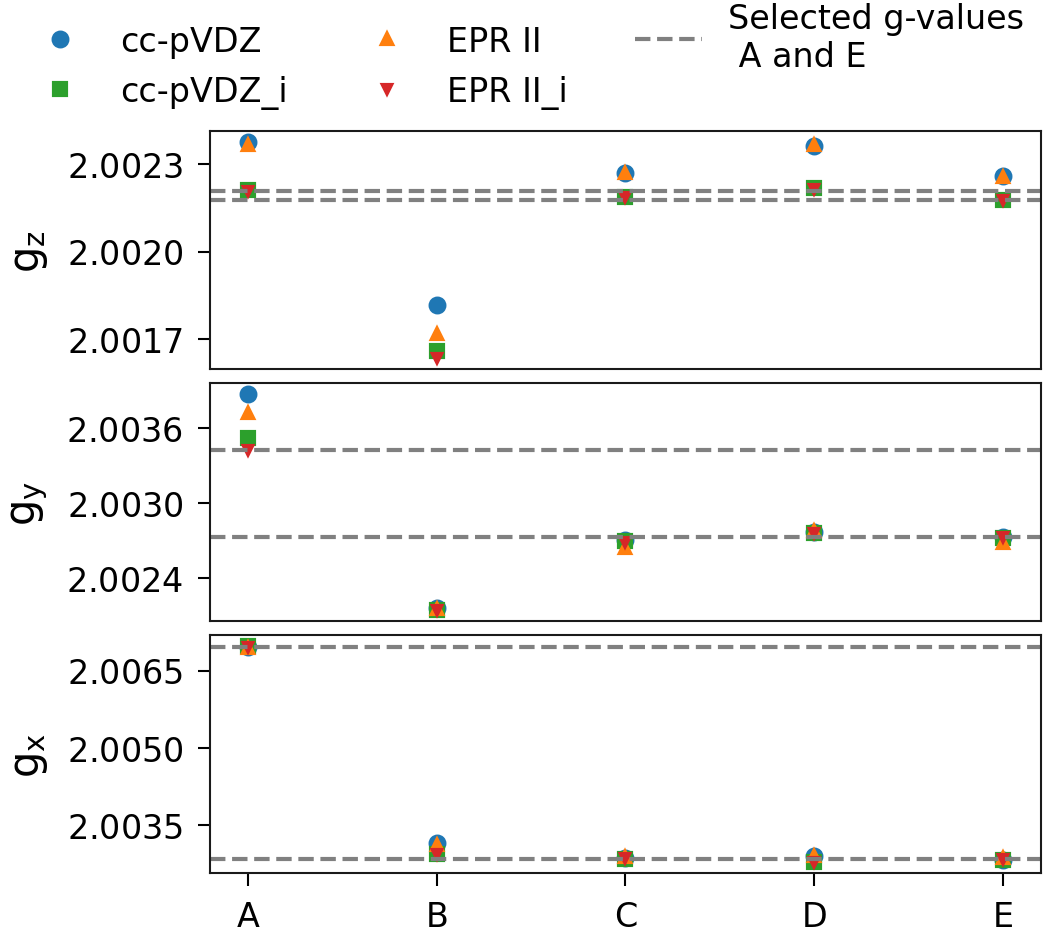 cc-pVDZ
cc-pVDZ_i
EPR II
EPR II_i
Selected g-values
A and E
2.0023
2.0020
2.0017
gz
2.0036
2.0030
2.0024
gy
2.0065
2.0050
2.0035
gx
A B C D E